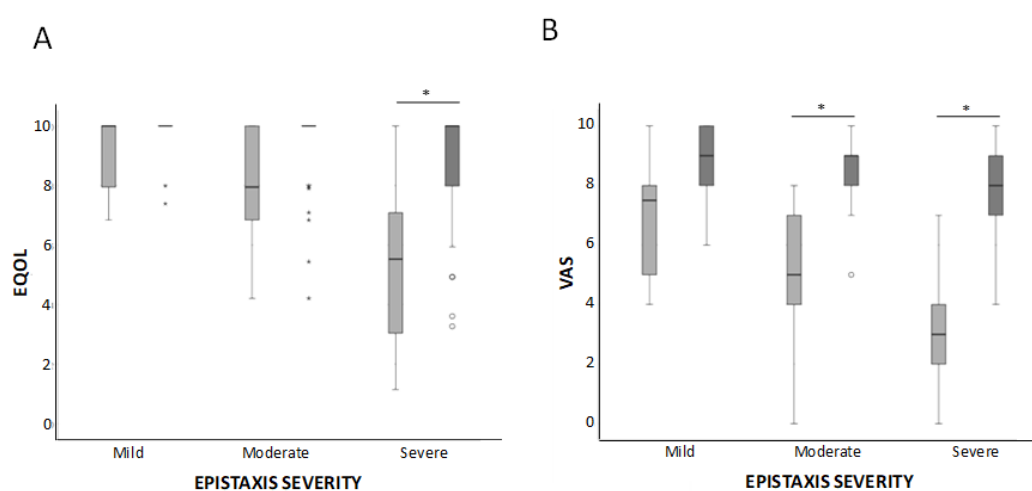 A
B
*
*
*
10
8
6
4
2
0
EQOL
Mild
Moderate
Severe
EPISTAXIS SEVERITY
10
8
6
4
2
0
VAS
Mild
Moderate
Severe
EPISTAXIS SEVERITY